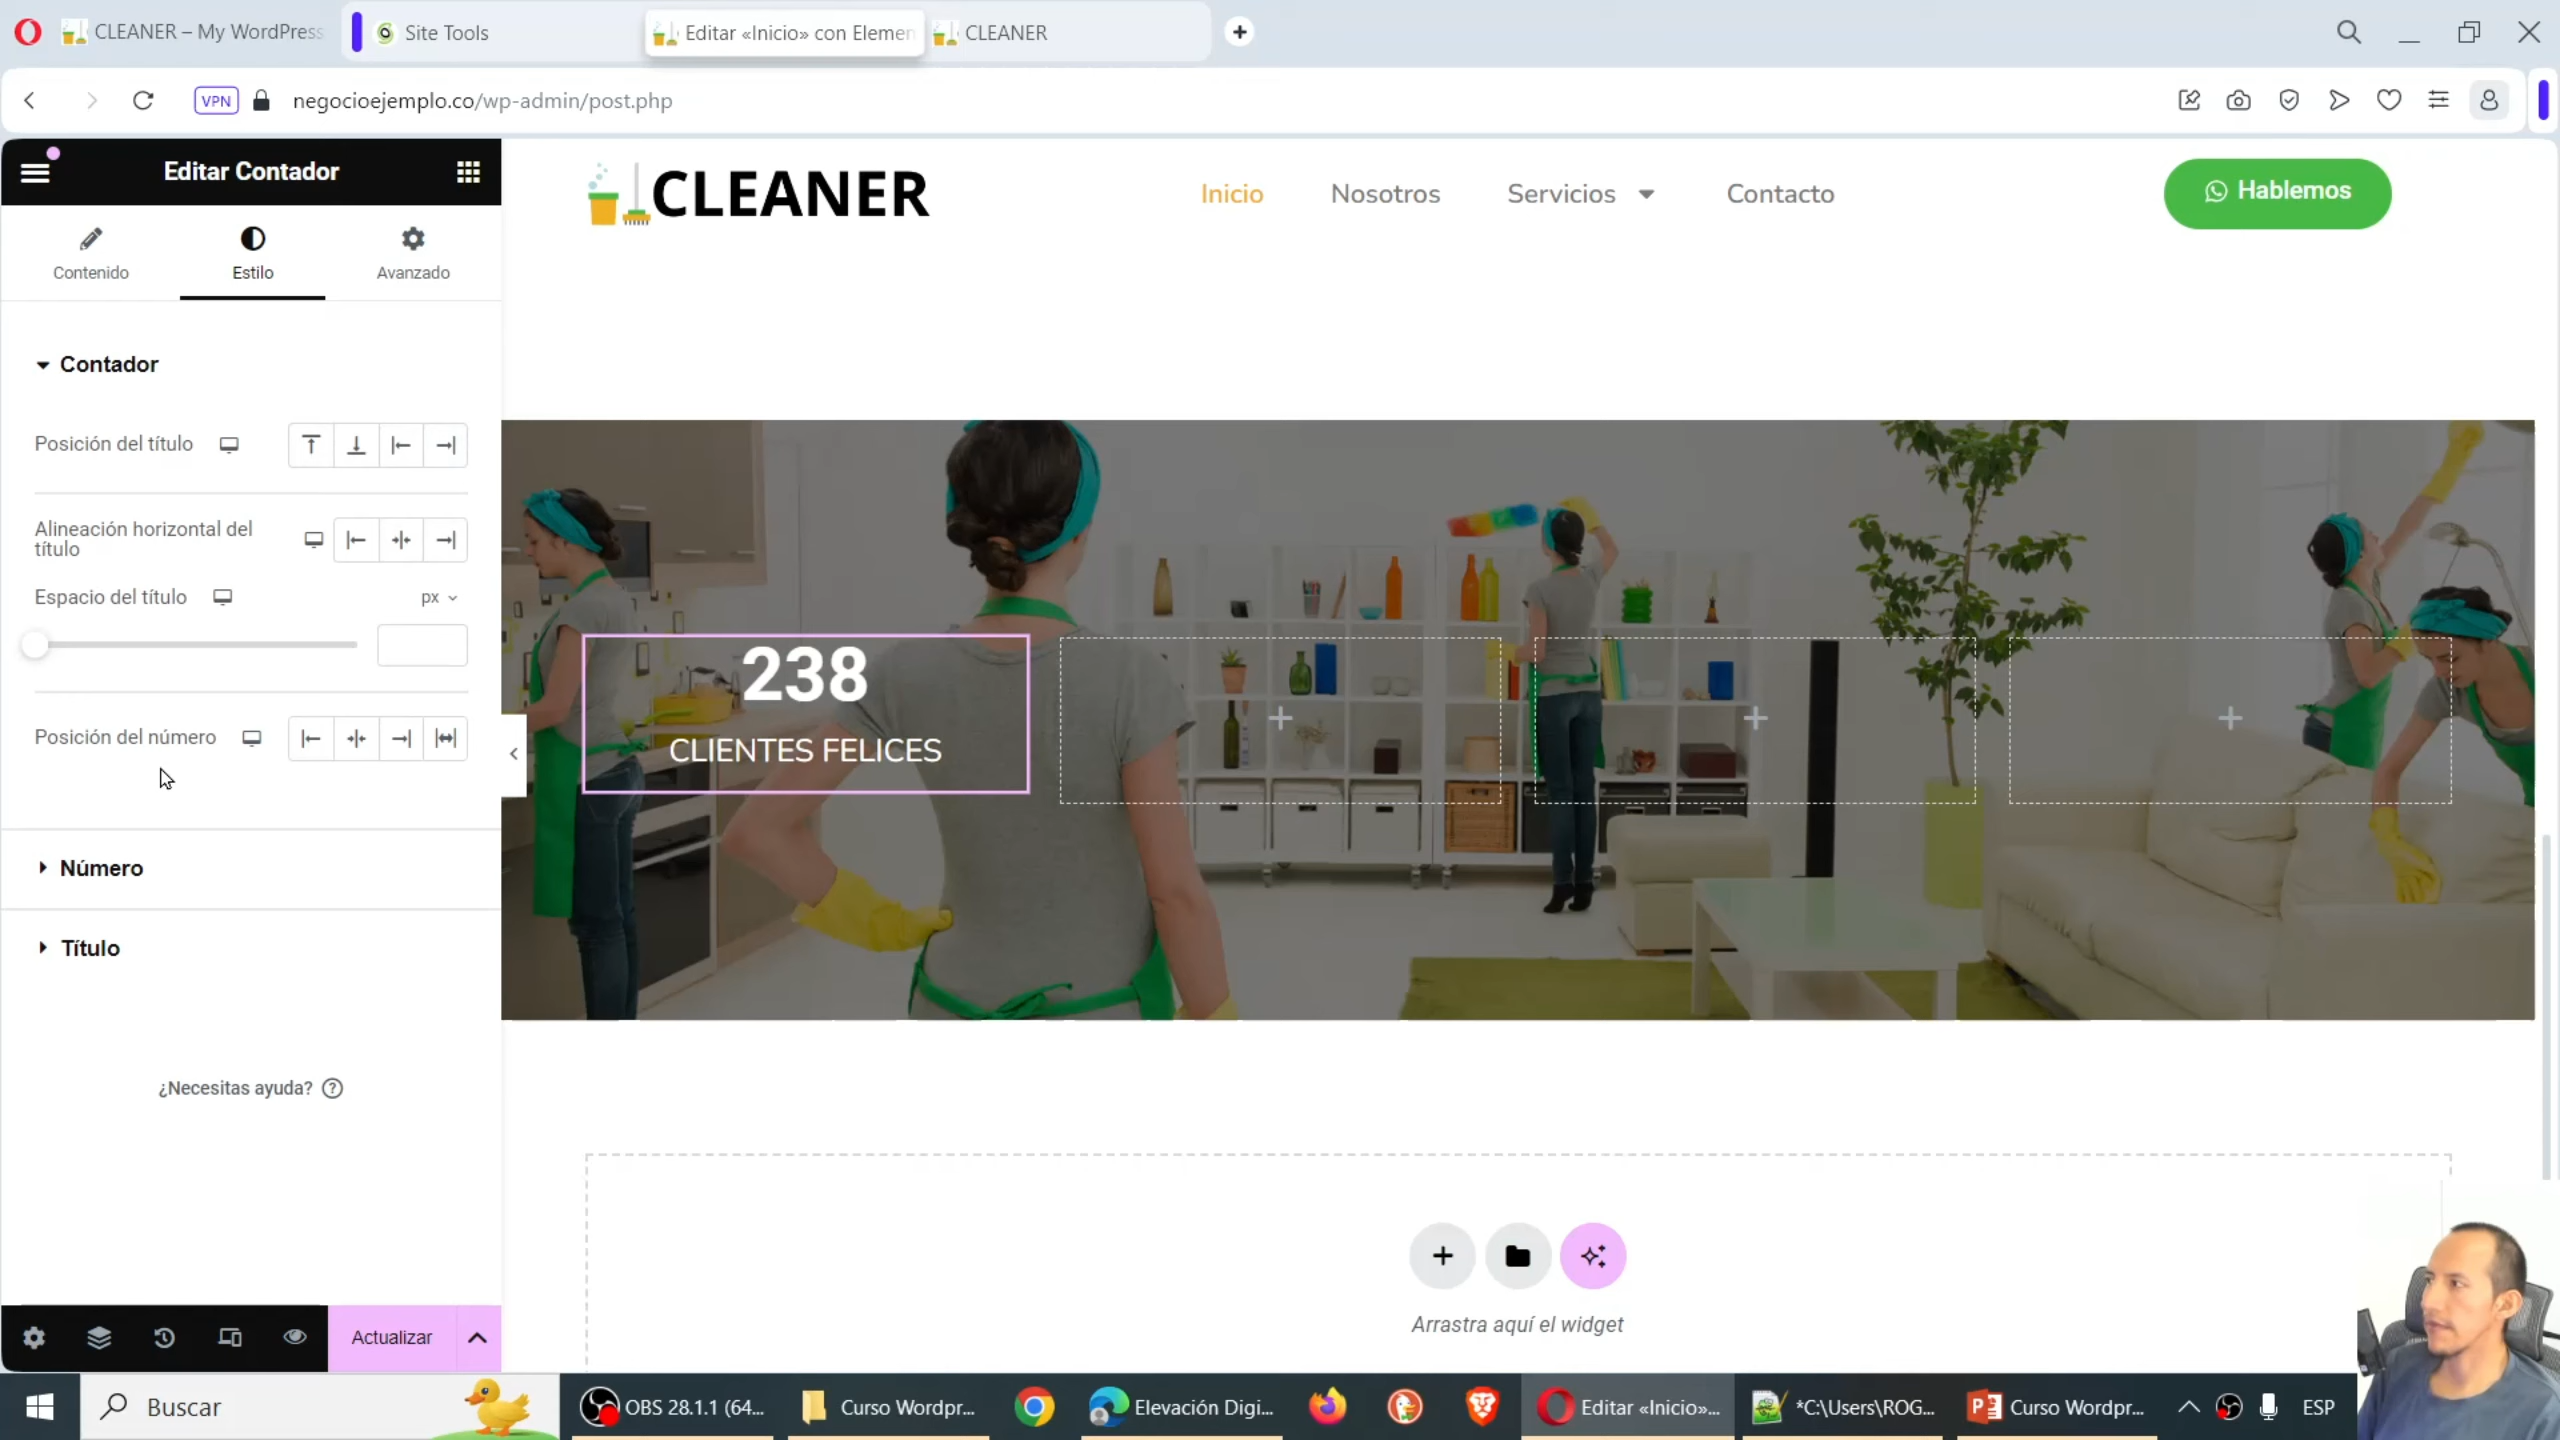 CLEANER – My WordPress
Site Tools
Editar «Inicio» con Elemen
CLEANER
VPN
negocioejemplo.co/wp-admin/post.php
Editar Contador
Contenido
Estilo
Avanzado
Contador
Posición del título
Alineación horizontal del
título
Espacio del título
px
Posición del número
Número
Título
¿Necesitas ayuda?
Actualizar
CLEANER
Inicio
Nosotros
Servicios
Contacto
Hablemos
238
CLIENTES FELICES
Arrastra aquí el widget
Buscar
OBS 28.1.1 (64...
Curso Wordpr...
Elevación Digi...
Editar «Inicio»...
*C:\Users\ROG...
Curso Wordpr...
ESP